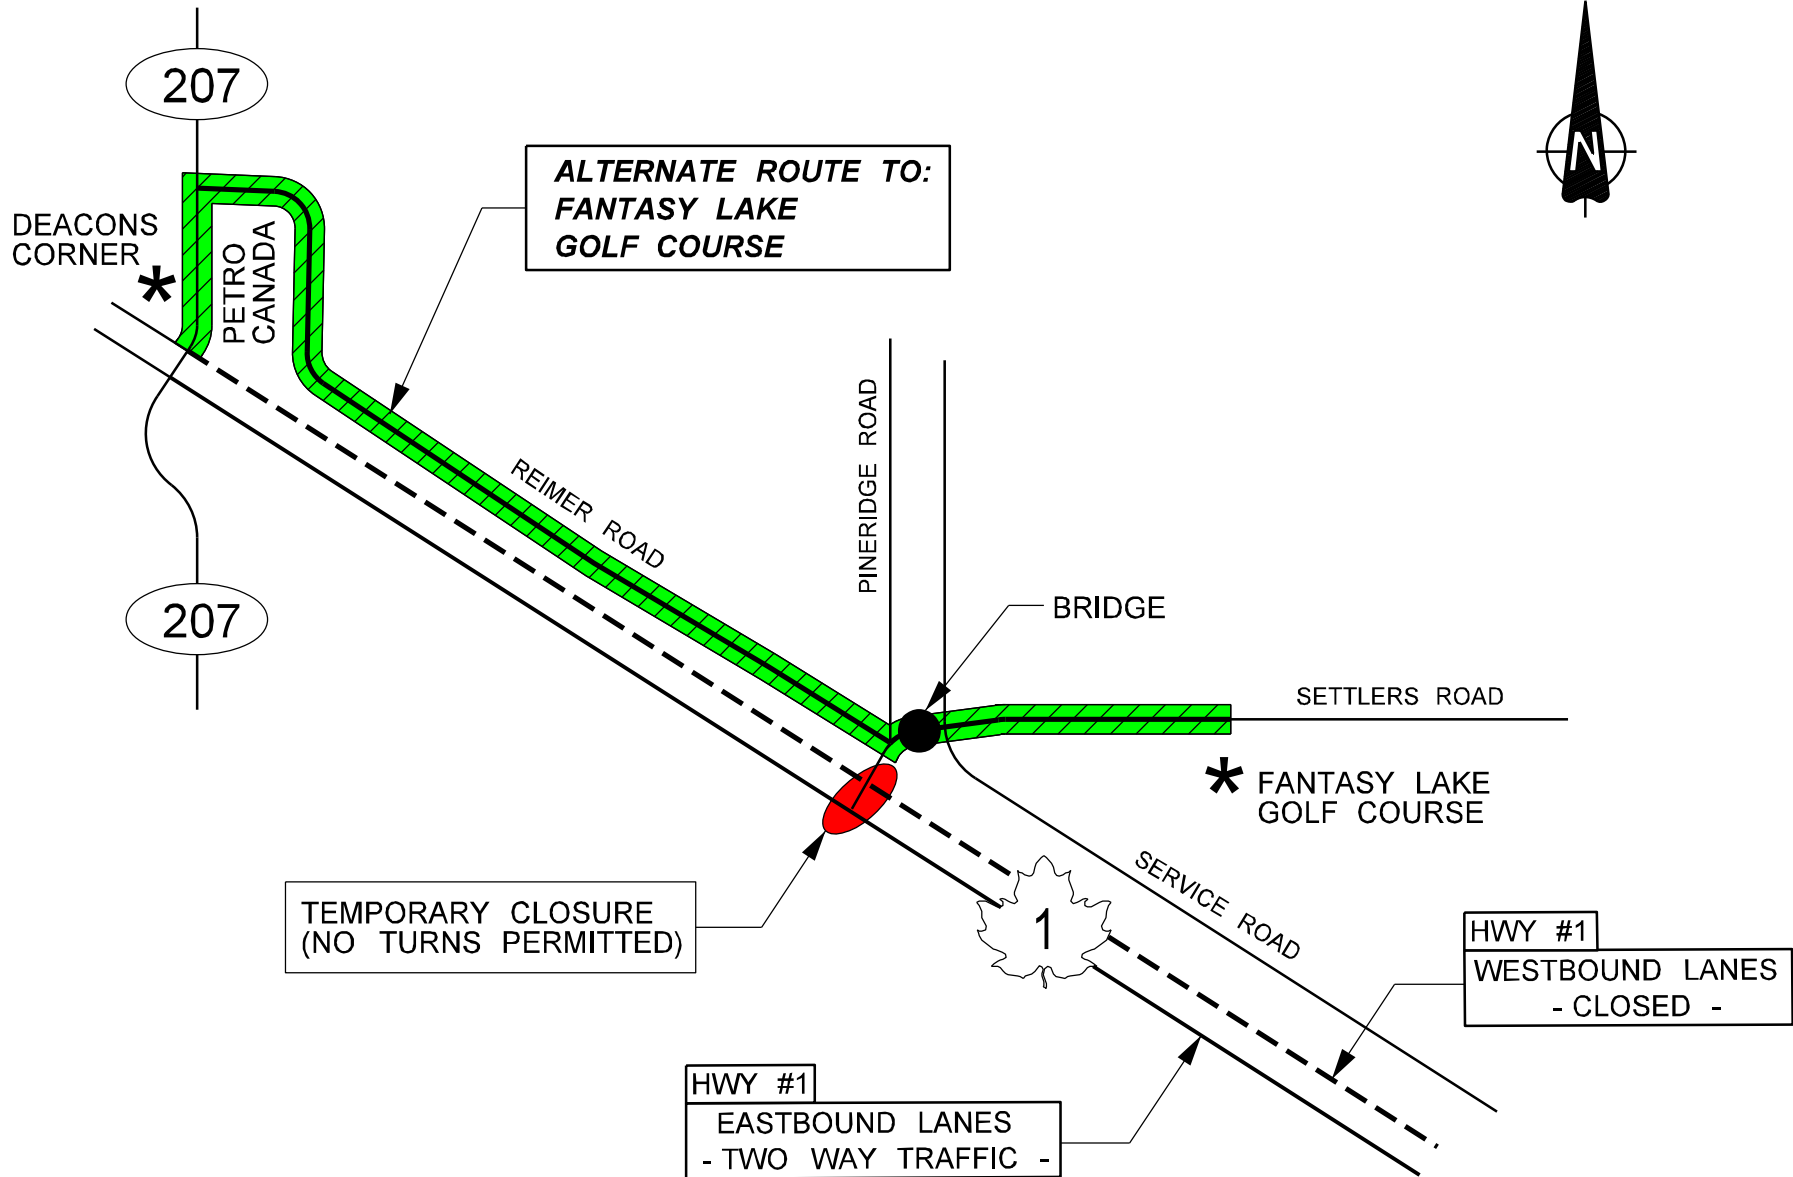 207
N
ALTERNATE ROUTE TO:
FANTASY LAKE
GOLF COURSE
DEACONS
CORNER
*
PETRO
CANADA
REIMER ROAD
PINERIDGE ROAD
207
BRIDGE
SETTLERS ROAD
* FANTASY LAKE
GOLF COURSE
SERVICE ROAD
TEMPORARY CLOSURE
(NO TURNS PERMITTED)
1
HWY #1
WESTBOUND LANES
- CLOSED -
HWY #1
EASTBOUND LANES
- TWO WAY TRAFFIC -